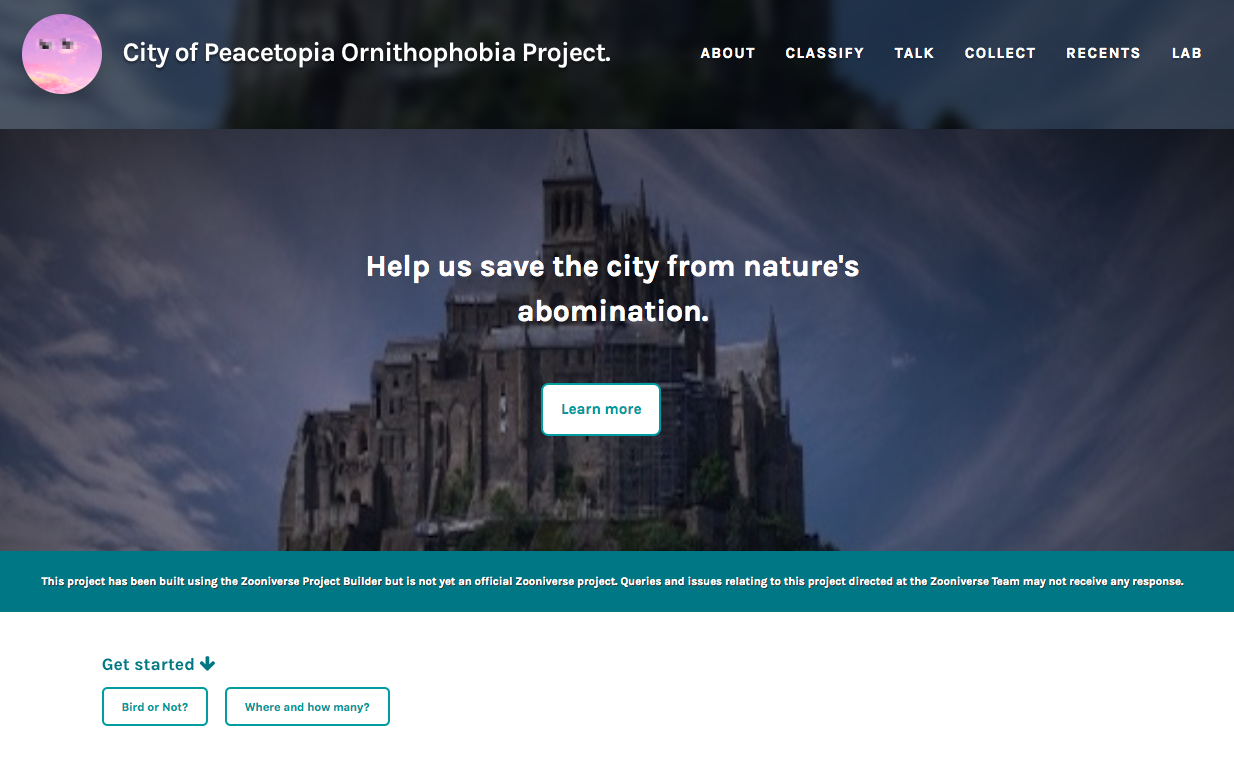 City of Peacetopia Ornithophobia Project.
ABOUT CLASSIFY TALK COLLECT RECENTS LAB
Help us save the city from nature's
abomination.
Learn more
This project has been built using the Zooniverse Project Builder but is not yet an official Zooniverse project. Queries and issues relating to this project directed at the Zooniverse Team may not receive any response.
Get started
Bird or Not? Where and how many?